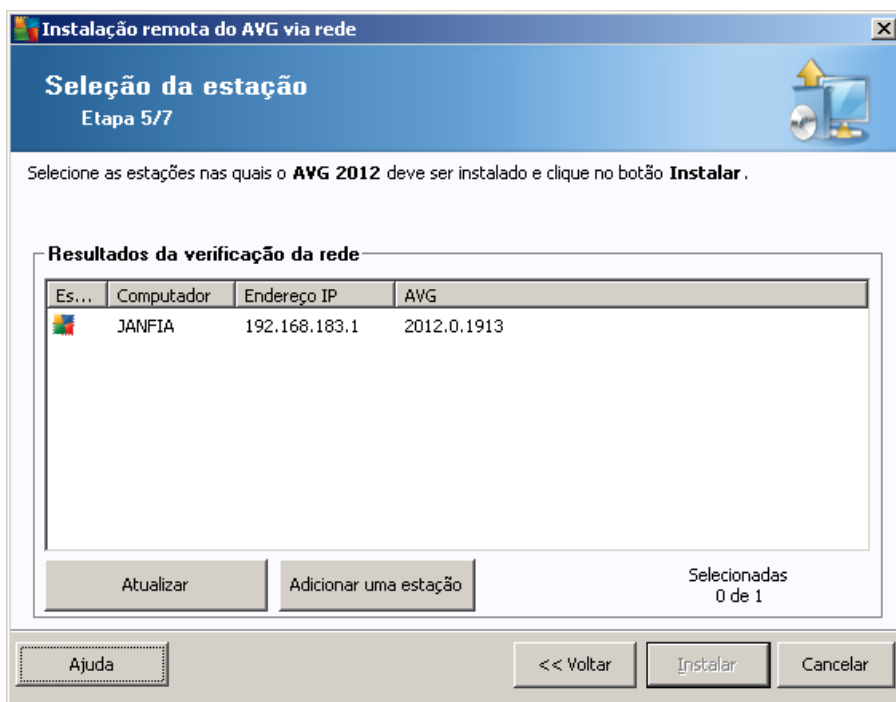 Instalação remota do AVG via rede
Seleção da estação
Etapa 5/7
Selecione as estações nas quais o AVG 2012 deve ser instalado e clique no botão Instalar.
Resultados da verificação da rede
Es... Computador Endereço IP AVG
JANFIA 192.168.183.1 2012.0.1913
Atualizar Adicionar uma estação Selecionadas
0 de 1
Ajuda << Voltar Instalar Cancelar